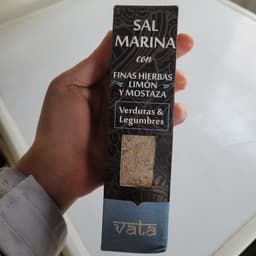 SAL
MARINA
con
FINAS HIERBAS
LIMÓN
Y MOSTAZA
Verduras &
Legumbres
vata